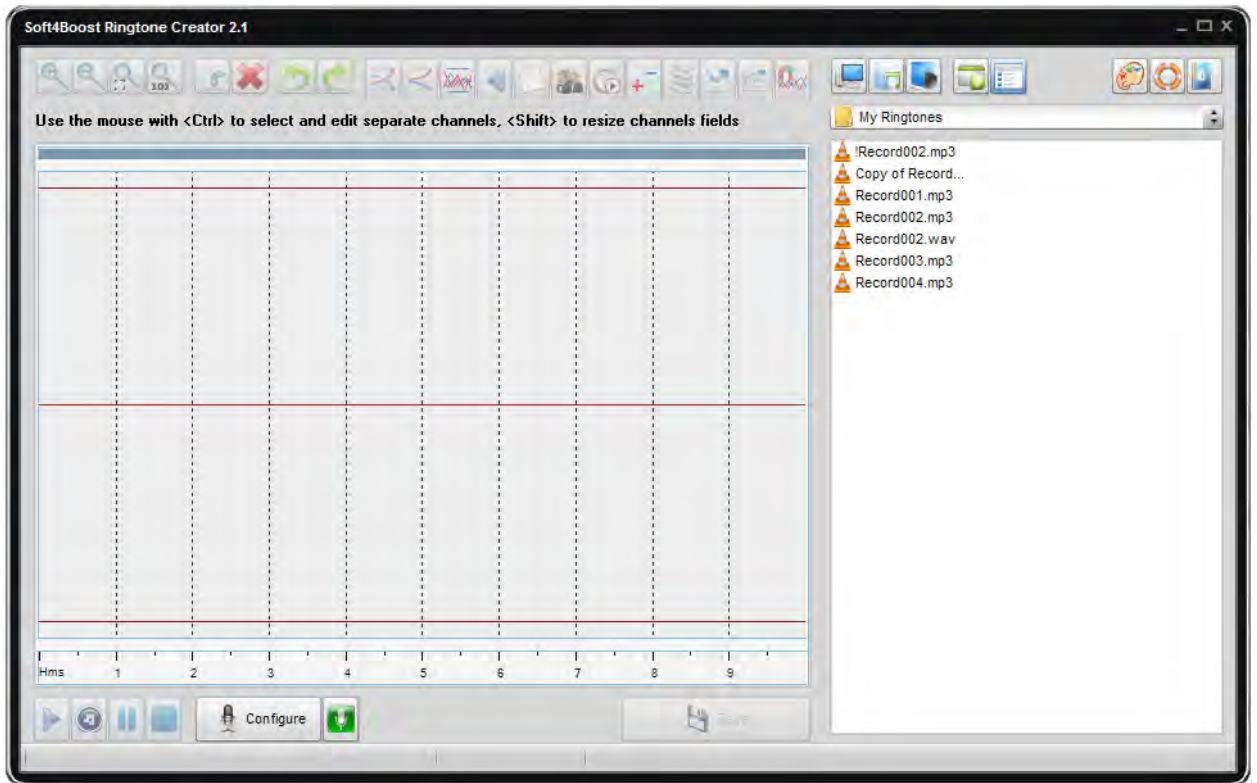 Soft4Boost Ringtone Creator 2.1
100
Use the mouse with <Ctrl> to select and edit separate channels, <Shift> to resize channels fields
My Ringtones
!Record002.mp3
Copy of Record...
Record001.mp3
Record002.mp3
Record002.wav
Record003.mp3
Record004.mp3
Hms 1 2 3 4 5 6 7 8 9
Configure
Save